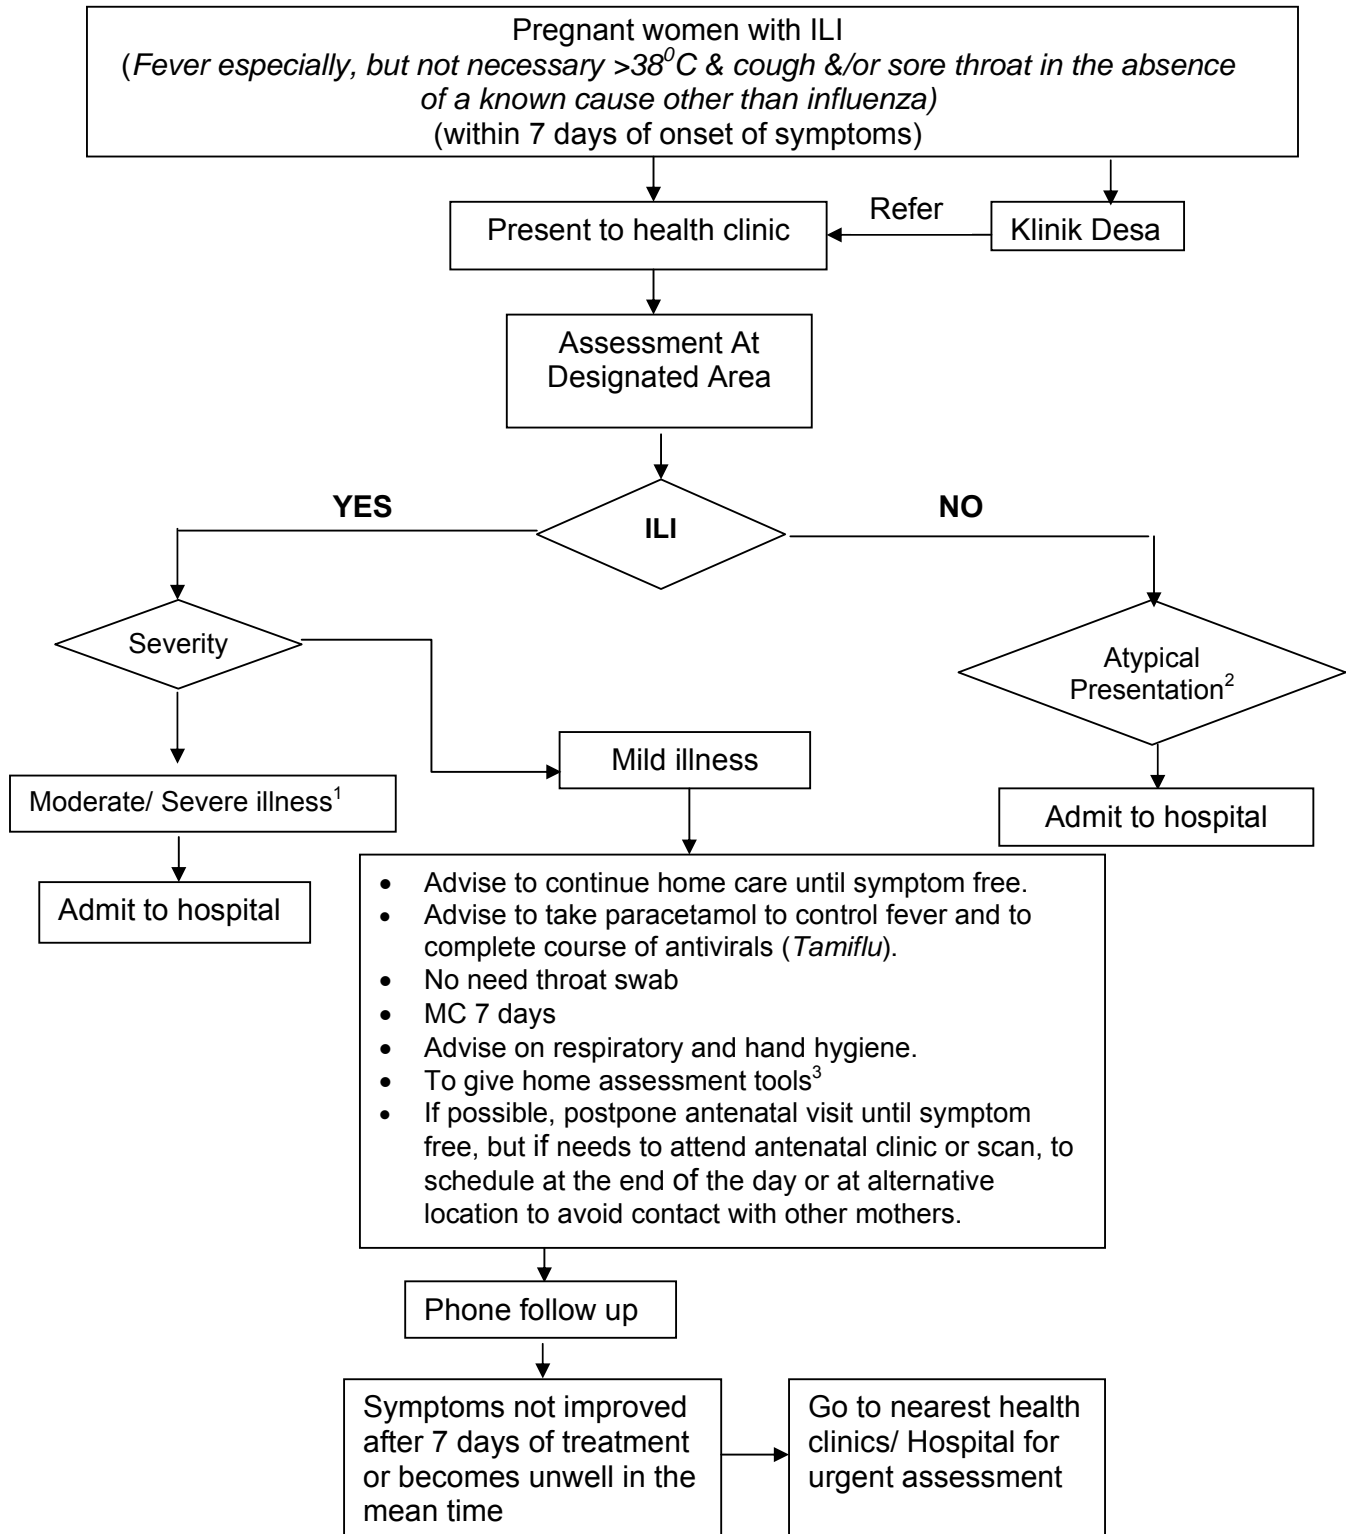 Pregnant women with ILI
(Fever especially, but not necessary >38⁰C & cough &/or sore throat in the absence
of a known cause other than influenza)
(within 7 days of onset of symptoms)
Refer
Present to health clinic
Klinik Desa
Assessment At
Designated Area
YES
NO
ILI
Severity
Atypical
Presentation²
Mild illness
Moderate/ Severe illness¹
Admit to hospital
Admit to hospital
• Advise to continue home care until symptom free.
• Advise to take paracetamol to control fever and to
complete course of antivirals (Tamiflu).
• No need throat swab
• MC 7 days
• Advise on respiratory and hand hygiene.
• To give home assessment tools³
• If possible, postpone antenatal visit until symptom
free, but if needs to attend antenatal clinic or scan, to
schedule at the end of the day or at alternative
location to avoid contact with other mothers.
Phone follow up
Symptoms not improved
after 7 days of treatment
or becomes unwell in the
mean time
Go to nearest health
clinics/ Hospital for
urgent assessment